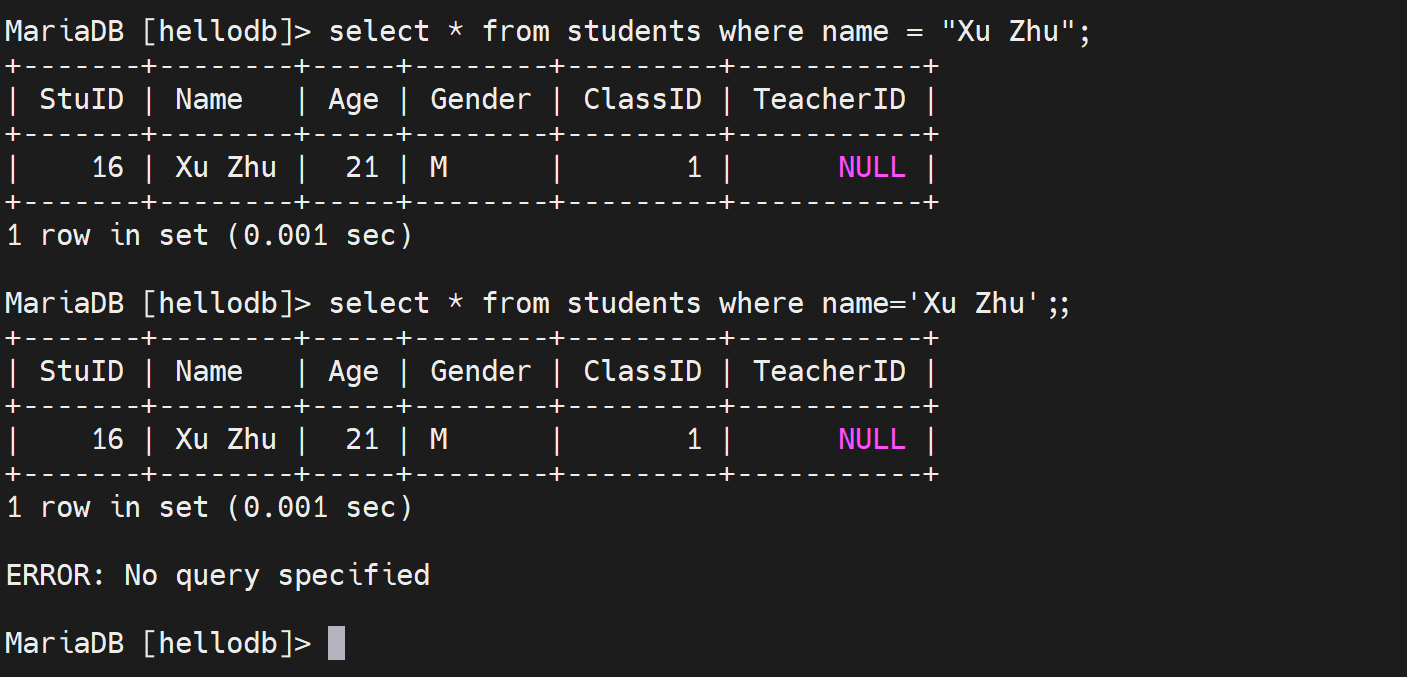 MariaDB [hellodb]> select * from students where name = "Xu Zhu";
+-------+--------+-----+--------+---------+-----------+
| StuID | Name   | Age | Gender | ClassID | TeacherID |
+-------+--------+-----+--------+---------+-----------+
|    16 | Xu Zhu |  21 | M      |       1 |      NULL |
+-------+--------+-----+--------+---------+-----------+
1 row in set (0.001 sec)

MariaDB [hellodb]> select * from students where name='Xu Zhu';;
+-------+--------+-----+--------+---------+-----------+
| StuID | Name   | Age | Gender | ClassID | TeacherID |
+-------+--------+-----+--------+---------+-----------+
|    16 | Xu Zhu |  21 | M      |       1 |      NULL |
+-------+--------+-----+--------+---------+-----------+
1 row in set (0.001 sec)

ERROR: No query specified

MariaDB [hellodb]>